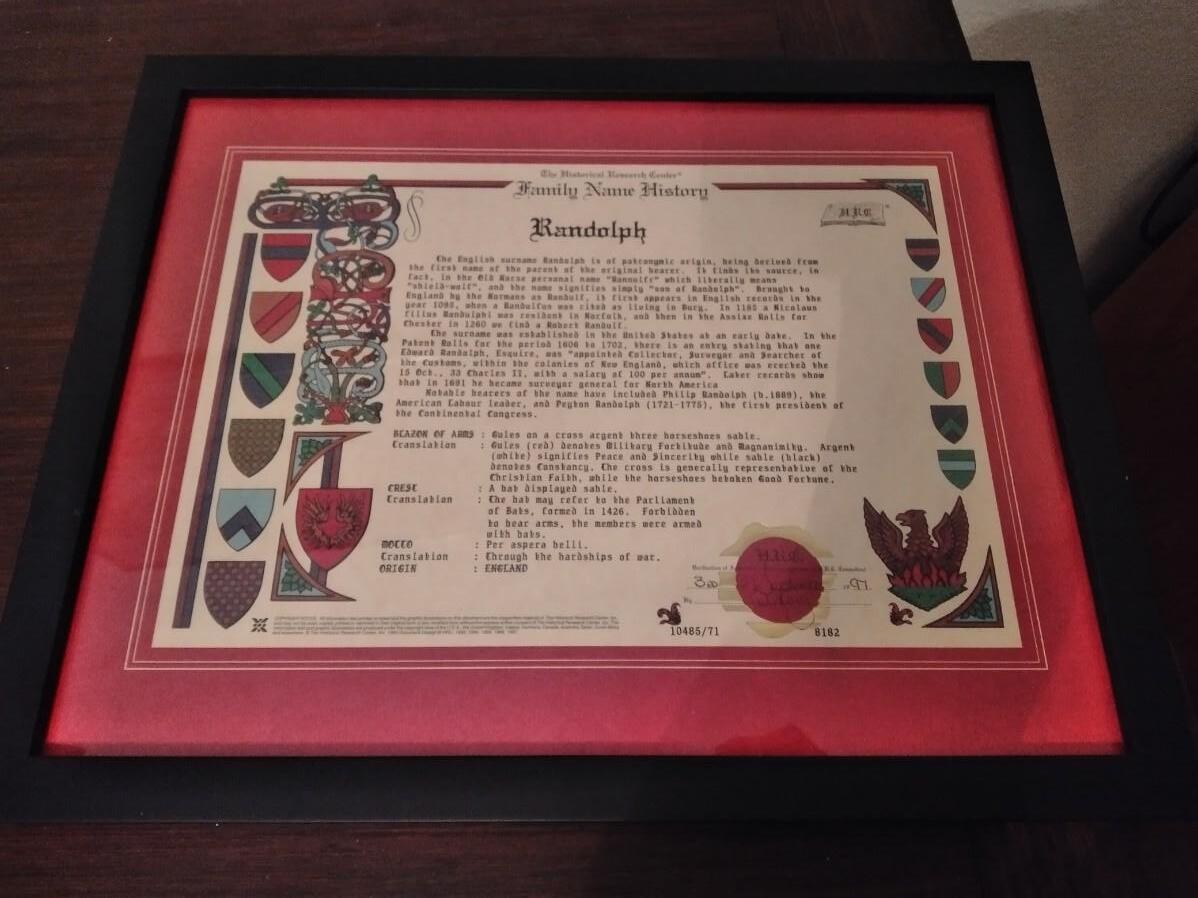 The Historical Research Center
Family Name History
H.R.C.
Randolph
The English surname Randolph is of patronymic origin, being derived from
the first name of the parent of the original bearer. It finds its source, in
fact, in the Old Norse personal name "Rannulfr" which literally means
"shield-wolf", and the name signifies simply "son of Randolph". Brought to
England by the Normans as Randulf, it first appears in English records in the
year 1095, when a Randulfus was cited as living in Bury. In 1185 a Nicolaus
filius Randulphi was resident in Norfolk, and then in the Assize Rolls for
Chester in 1260 we find a Robert Randulf.
The surname was established in the United States at an early date. In the
Patent Rolls for the period 1606 to 1702, there is an entry stating that one
Edward Randolph, Esquire, was "appointed Collector, Surveyor and Searcher of
the Customs, within the colonies of New England, which office was erected the
15 Oct., 33 Charles II, with a salary of 100 per annum". Later records show
that in 1691 he became surveyor general for North America
Notable bearers of the name have included Philip Randolph (b.1889), the
American Labour leader, and Peyton Randolph (1721-1775), the first president of
the Continental Congress.
BLAZON OF ARMS : Gules on a cross argent three horseshoes sable.
Translation : Gules (red) denotes Military Fortitude and Magnanimity. Argent
(white) signifies Peace and Sincerity while sable (black)
denotes Constancy. The cross is generally representative of the
Christian Faith, while the horseshoes betoken Good Fortune.
CREST : A bat displayed sable.
Translation : The bat may refer to the Parliament
of Bats, formed in 1426. Forbidden
to bear arms, the members were armed
with bats.
MOTTO : Per aspera belli.
Translation : Through the hardships of war.
ORIGIN : ENGLAND
97
By
10485/71 8182
COPYRIGHT NOTICE